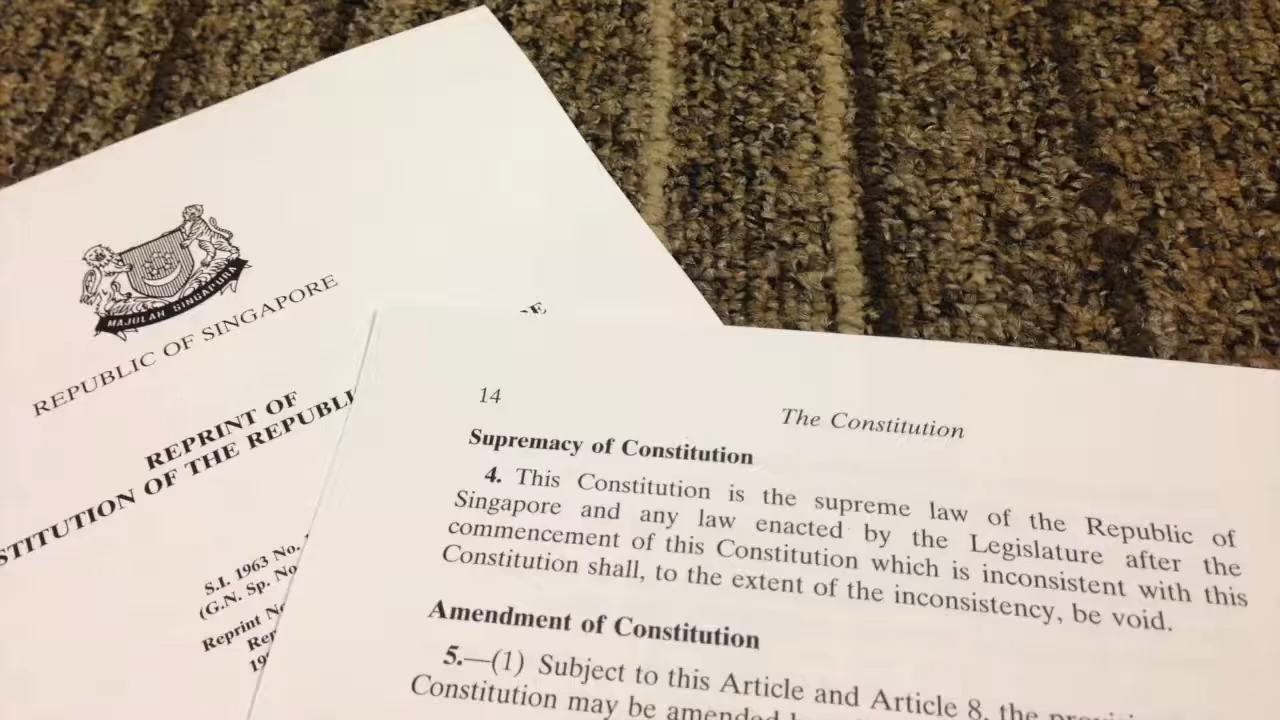 MAJULAH SINGAPURA
REPUBLIC OF SINGAPORE
REPRINT OF
STITUTION OF THE REPUBLI
S.I. 1963 No.
(G.N. Sp. No.
Reprint
14
The Constitution
Supremacy of Constitution
4. This Constitution is the supreme law of the Republic of
Singapore and any law enacted by the Legislature after the
commencement of this Constitution which is inconsistent with this
Constitution shall, to the extent of the inconsistency, be void.
Amendment of Constitution
5.—(1) Subject to this Article and Article 8, the
Constitution may be